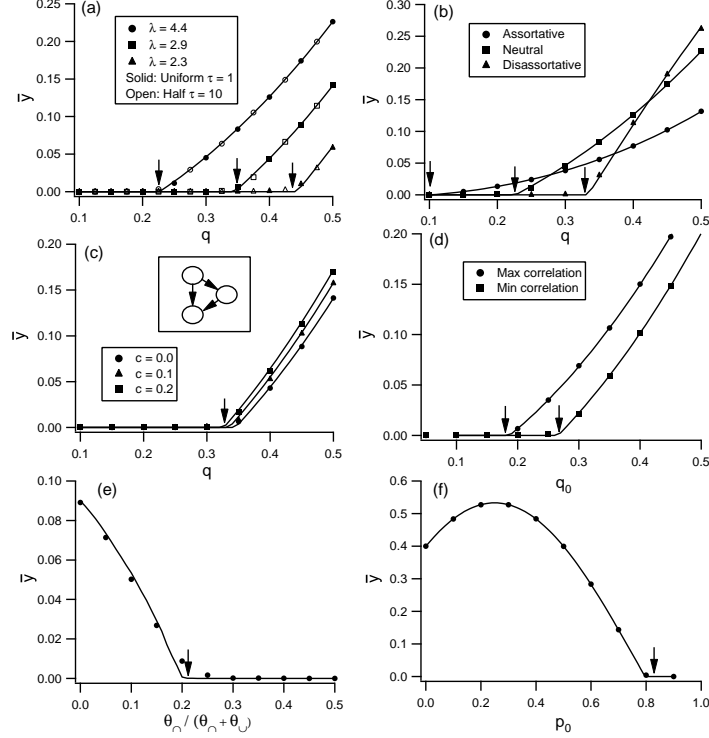 (a)
λ = 4.4
λ = 2.9
λ = 2.3
Solid: Uniform τ = 1
Open: Half τ = 10
0.25
0.20
0.15
0.10
0.05
0.00
y̅
0.1
0.2
0.3
0.4
0.5
q
(b)
Assortative
Neutral
Disassortative
0.25
0.20
0.15
0.10
0.05
0.00
y̅
0.1
0.2
0.3
0.4
0.5
q
(c)
c = 0.0
c = 0.1
c = 0.2
0.20
0.15
0.10
0.05
0.00
y̅
0.1
0.2
0.3
0.4
0.5
q
(d)
Max correlation
Min correlation
0.20
0.15
0.10
0.05
0.00
y̅
0.1
0.2
0.3
0.4
0.5
q₀
(e)
0.10
0.08
0.06
0.04
0.02
0.00
y̅
0.0
0.1
0.2
0.3
0.4
0.5
θ∩ / (θ∩ + θ∪)
(f)
0.6
0.5
0.4
0.3
0.2
0.1
0.0
y̅
0.0
0.2
0.4
0.6
0.8
1.0
p₀